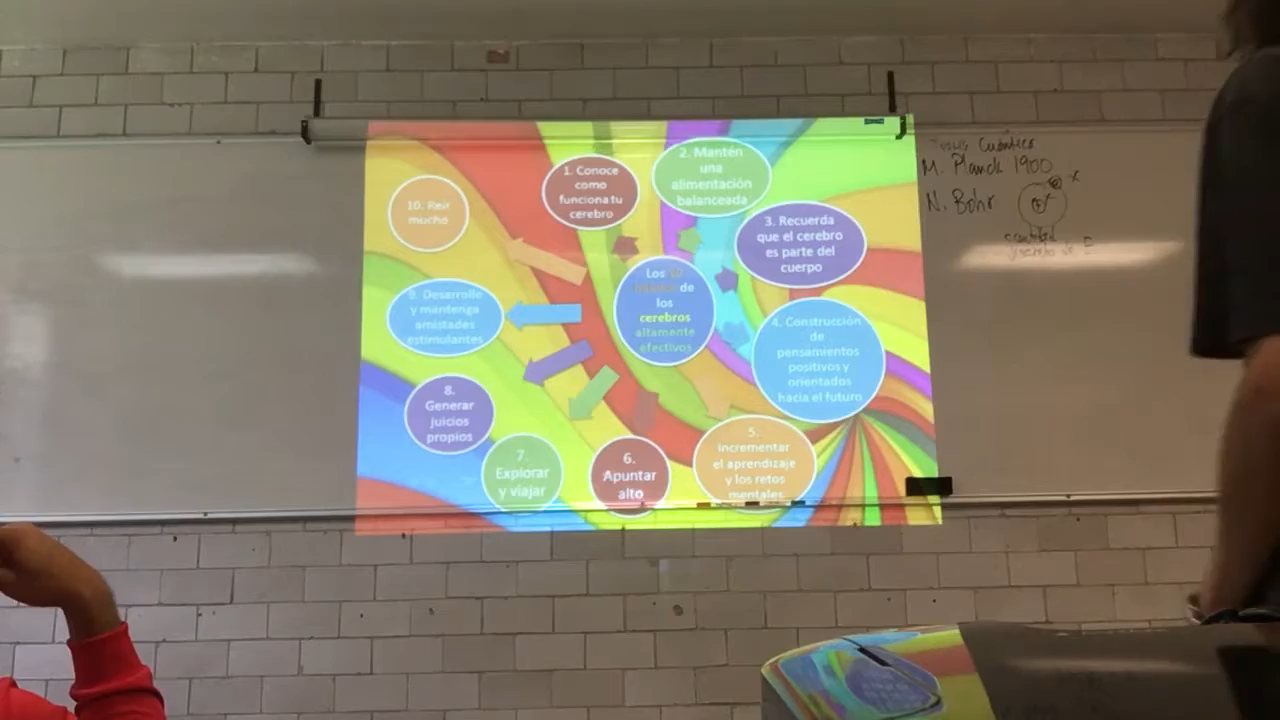 1. Conoce
como
funciona tu
cerebro
2. Mantén
una
alimentación
balanceada
3. Recuerda
que el cerebro
es parte del
cuerpo
4. Construcción
de
pensamientos
positivos y
orientados
hacia el futuro
5.
Incrementar
el aprendizaje
y los retos
mentales
6.
Apuntar
alto
7.
Explorar
y viajar
8.
Generar
juicios
propios
9. Desarrolle
y mantenga
amistades
estimulantes
10. Reír
mucho
Los 10
de
los
cerebros
altamente
efectivos
M. Planck 1900
N. Bohr